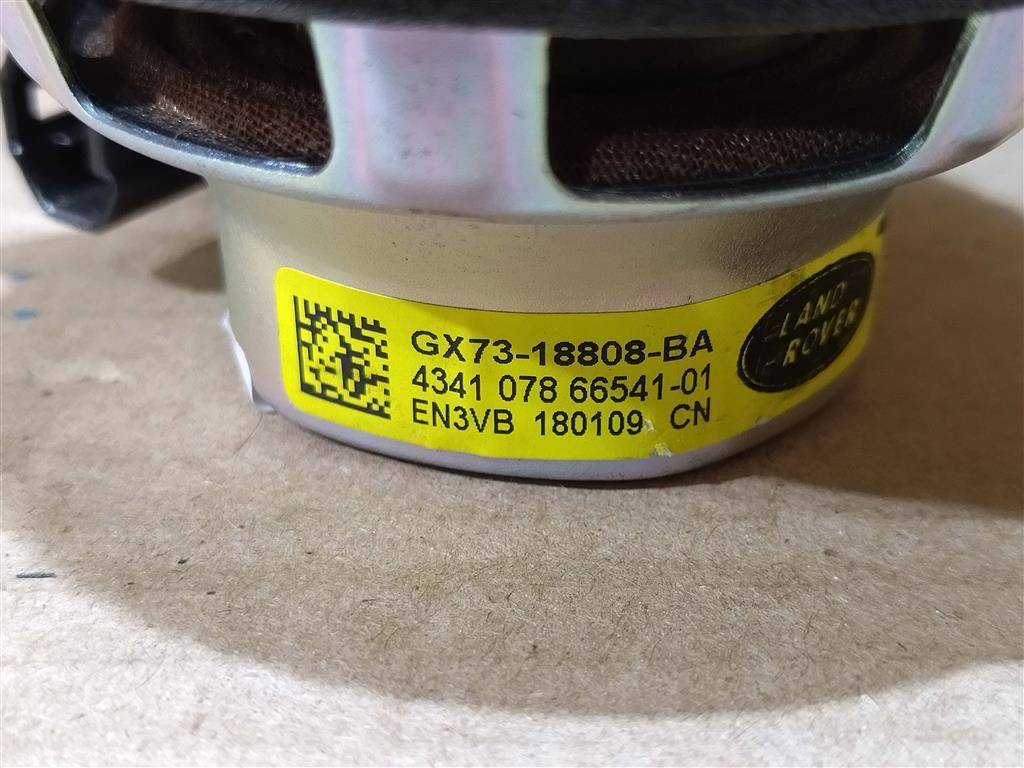 GX73-18808-BA
4341 078 66541-01
EN3VB 180109 CN
LAND
ROVER